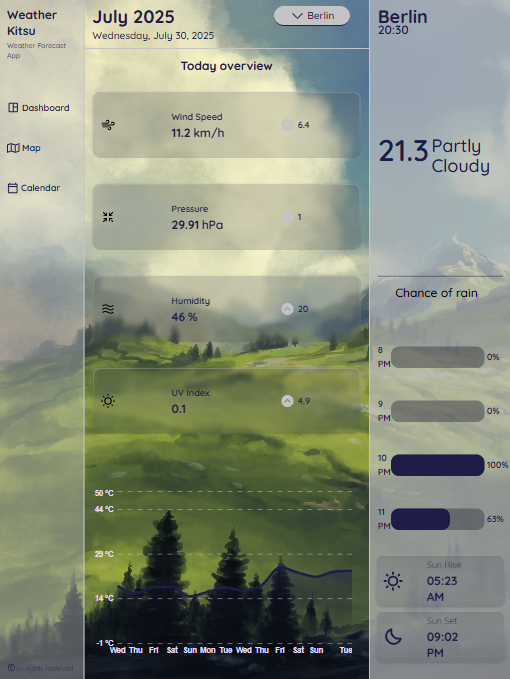 Weather
Kitsu
Weather Forecast
App
Dashboard
Map
Calendar
© All rights reserved
July 2025
Wednesday, July 30, 2025
Berlin
Today overview
Wind Speed
11.2 km/h
6.4
Pressure
29.91 hPa
1
Humidity
46 %
20
UV Index
0.1
4.9
50 °C
44 °C
29 °C
14 °C
-1 °C
Wed Thu Fri Sat Sun Mon Tue Wed Thu Fri Sat Sun Tue
Berlin
20:30
21.3 Partly
Cloudy
Chance of rain
8
PM 0%
9
PM 0%
10
PM 100%
11
PM 63%
Sun Rise
05:23
AM
Sun Set
09:02
PM